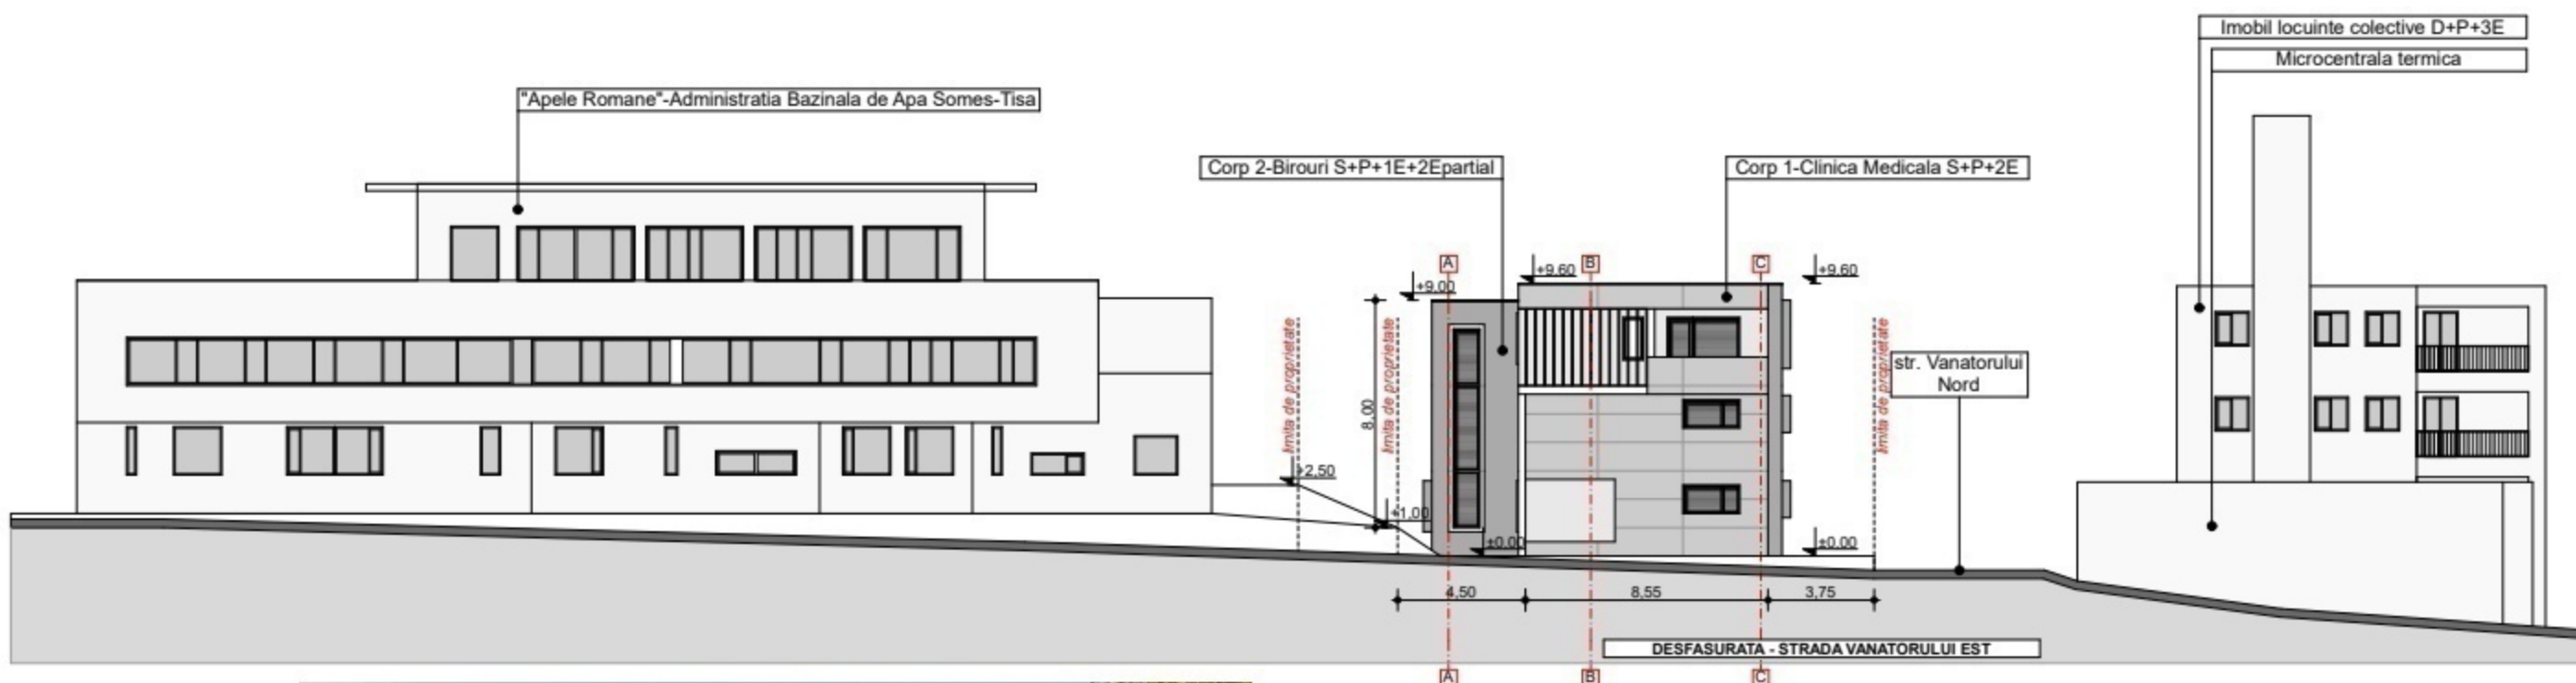 Imobil locuinte colective D+P+3E
Microcentrala termica
"Apele Romane"-Administratia Bazinala de Apa Somes-Tisa
Corp 2-Birouri S+P+1E+2Epartial
Corp 1-Clinica Medicala S+P+2E
A
B
C
+9.00
+9.60
+9.60
limita de proprietate
limita de proprietate
limita de proprietate
8.00
str. Vanatorului
Nord
+2,50
+1,00
±0.00
±0.00
4,50
8,55
3,75
DESFASURATA - STRADA VANATORULUI EST
A
B
C